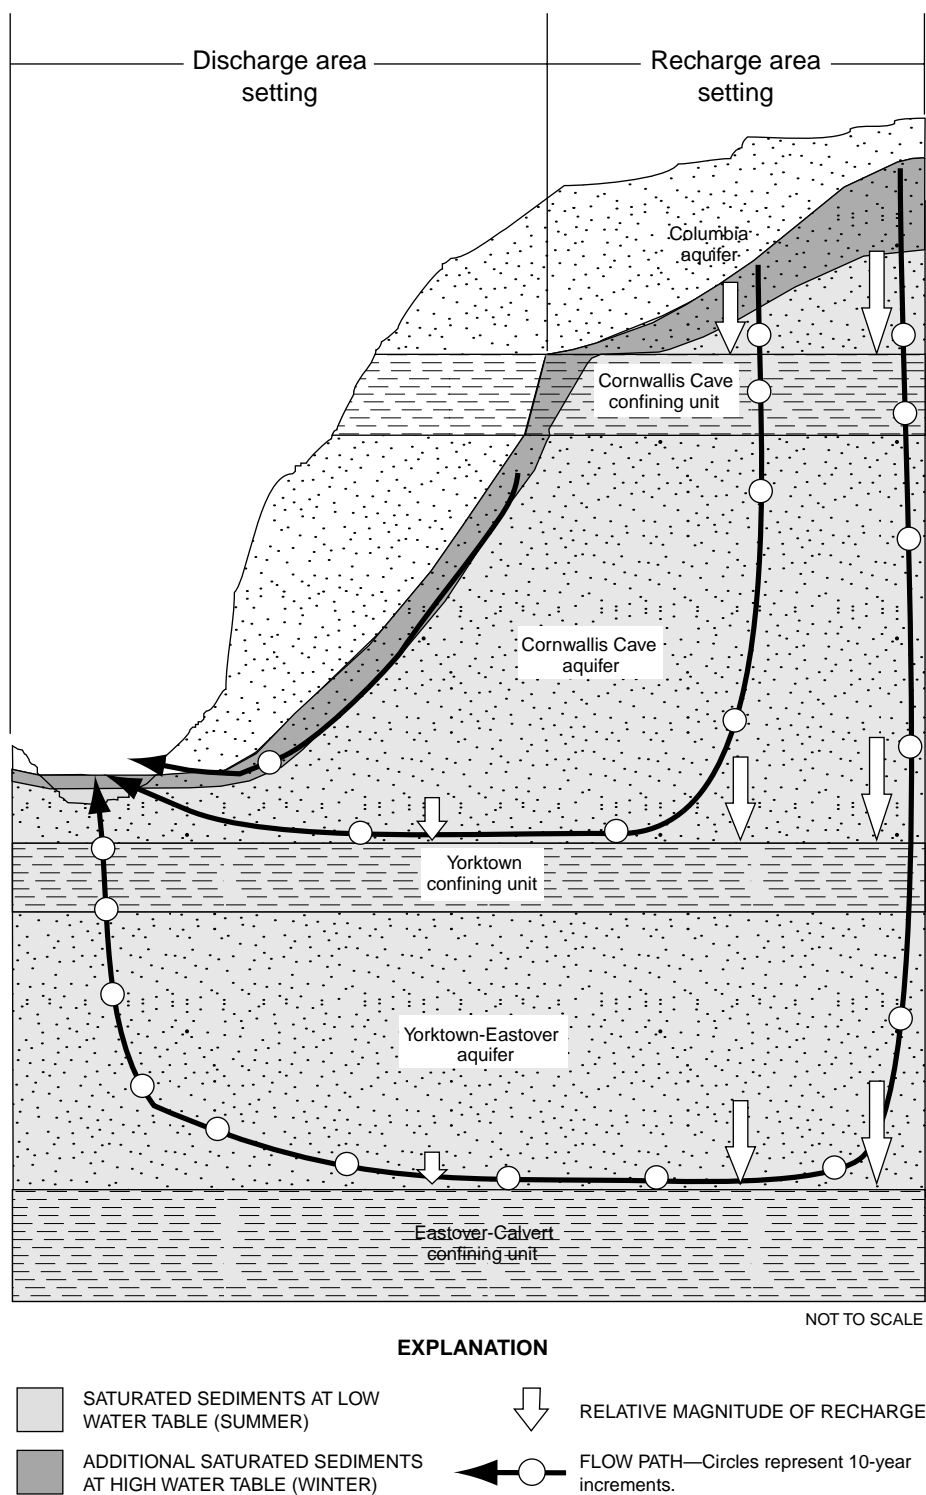 Discharge area
setting
Recharge area
setting
Columbia
aquifer
Cornwallis Cave
confining unit
Cornwallis Cave
aquifer
Yorktown
confining unit
Yorktown-Eastover
aquifer
Eastover-Calvert
confining unit
NOT TO SCALE
EXPLANATION
SATURATED SEDIMENTS AT LOW
WATER TABLE (SUMMER)
ADDITIONAL SATURATED SEDIMENTS
AT HIGH WATER TABLE (WINTER)
RELATIVE MAGNITUDE OF RECHARGE
FLOW PATH—Circles represent 10-year
increments.